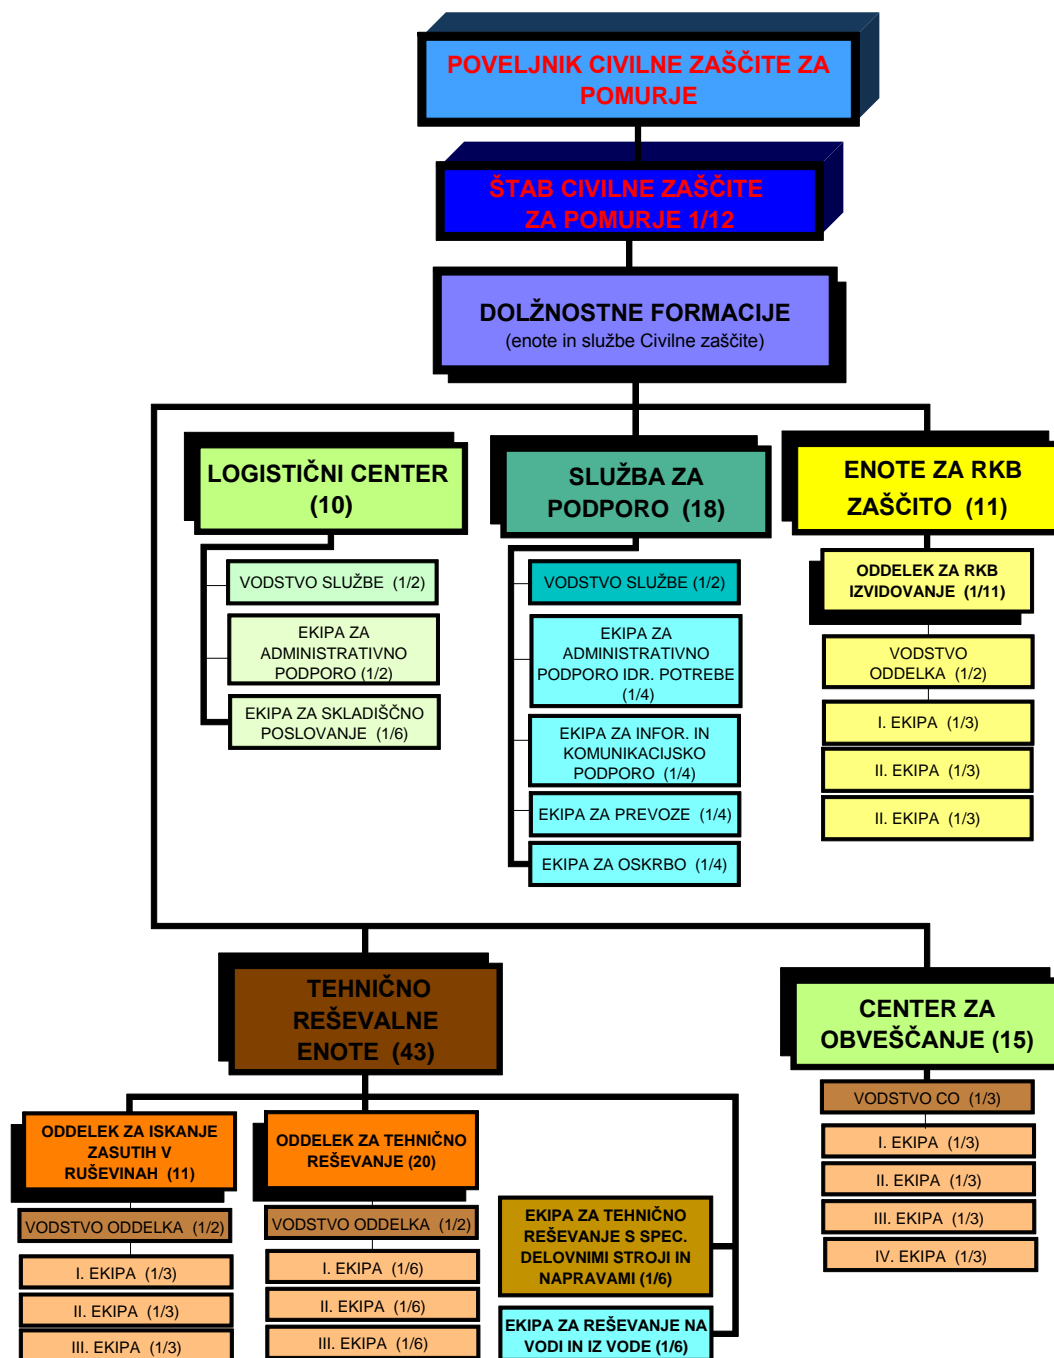 POVELJNIK CIVILNE ZAŠČITE ZA
POMURJE
ŠTAB CIVILNE ZAŠČITE
ZA POMURJE 1/12
DOLŽNOSTNE FORMACIJE
(enote in službe Civilne zaščite)
LOGISTIČNI CENTER
(10)
VODSTVO SLUŽBE (1/2)
EKIPA ZA
ADMINISTRATIVNO
PODPORO (1/2)
EKIPA ZA SKLADIŠČNO
POSLOVANJE (1/6)
SLUŽBA ZA
PODPORO (18)
VODSTVO SLUŽBE (1/2)
EKIPA ZA
ADMINISTRATIVNO
PODPORO IDR. POTREBE
(1/4)
EKIPA ZA INFOR. IN
KOMUNIKACIJSKO
PODPORO (1/4)
EKIPA ZA PREVOZE (1/4)
EKIPA ZA OSKRBO (1/4)
ENOTE ZA RKB
ZAŠČITO (11)
ODDELEK ZA RKB
IZVIDOVANJE (1/11)
VODSTVO
ODDELKA (1/2)
I. EKIPA (1/3)
II. EKIPA (1/3)
II. EKIPA (1/3)
TEHNIČNO
REŠEVALNE
ENOTE (43)
ODDELEK ZA ISKANJE
ZASUTIH V
RUŠEVINAH (11)
VODSTVO ODDELKA (1/2)
I. EKIPA (1/3)
II. EKIPA (1/3)
III. EKIPA (1/3)
ODDELEK ZA TEHNIČNO
REŠEVANJE (20)
VODSTVO ODDELKA (1/2)
I. EKIPA (1/6)
II. EKIPA (1/6)
III. EKIPA (1/6)
EKIPA ZA TEHNIČNO
REŠEVANJE S SPEC.
DELOVNIMI STROJI IN
NAPRAVAMI (1/6)
EKIPA ZA REŠEVANJE NA
VODI IN IZ VODE (1/6)
CENTER ZA
OBVEŠČANJE (15)
VODSTVO CO (1/3)
I. EKIPA (1/3)
II. EKIPA (1/3)
III. EKIPA (1/3)
IV. EKIPA (1/3)